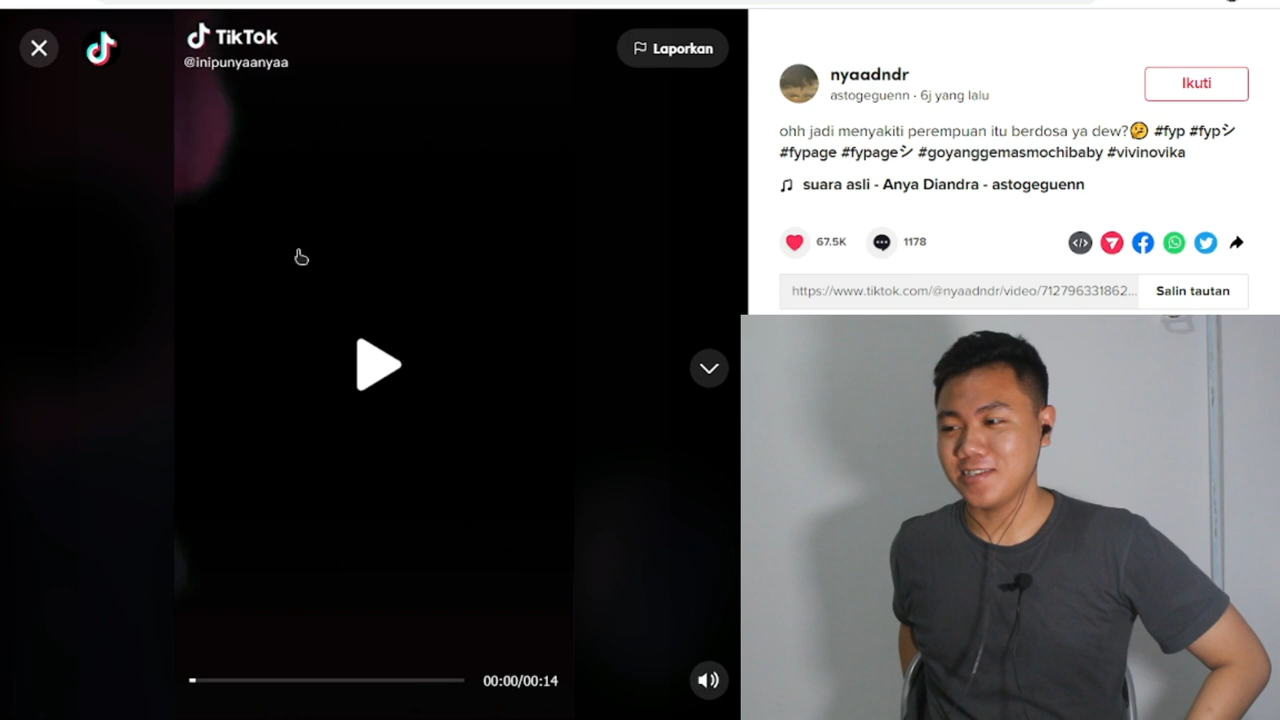 TikTok
@inipunyaanyaa
Laporkan
00:00/00:14
nyaadndr
astogeguenn · 6j yang lalu
Ikuti
ohh jadi menyakiti perempuan itu berdosa ya dew?🤔 #fyp #fypシ
#fypage #fypageシ #goyanggemasmochibaby #vivinovika
suara asli - Anya Diandra - astogeguenn
67.5K
1178
https://www.tiktok.com/@nyaadndr/video/712796331862...
Salin tautan